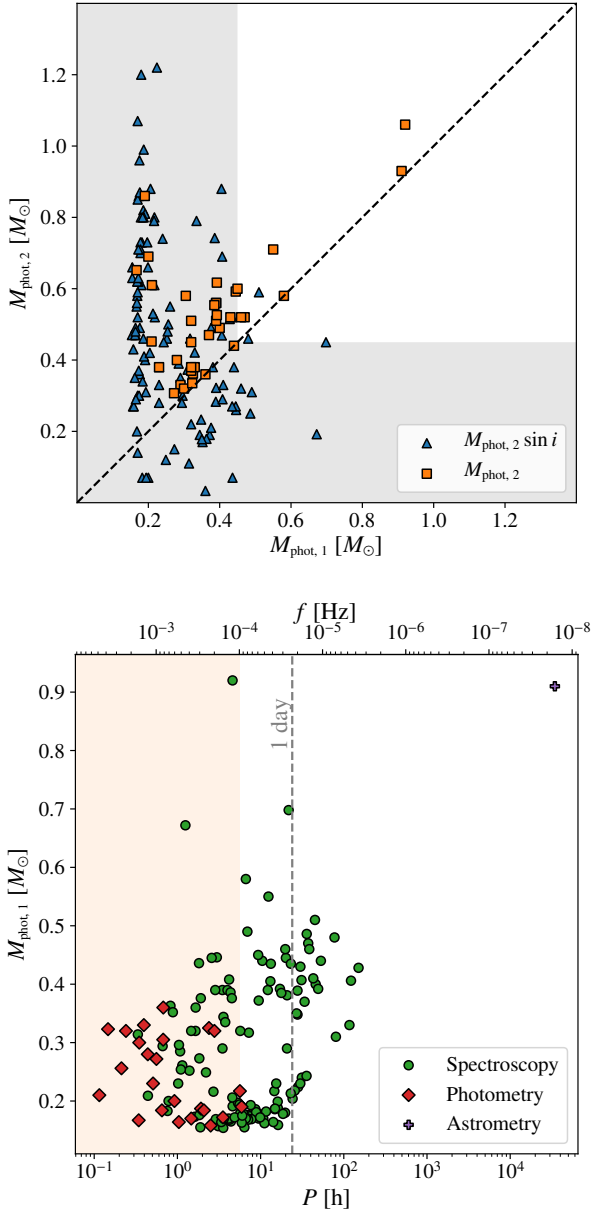 1.2
1.0
0.8
0.6
0.4
0.2
M_phot, 2 [M_⊙]
M_phot, 2 sin i
M_phot, 2
0.2 0.4 0.6 0.8 1.0 1.2
M_phot, 1 [M_⊙]
f [Hz]
10^-3 10^-4 10^-5 10^-6 10^-7 10^-8
0.9
0.8
0.7
0.6
0.5
0.4
0.3
0.2
M_phot, 1 [M_⊙]
1 day
Spectroscopy
Photometry
Astrometry
10^-1 10^0 10^1 10^2 10^3 10^4
P [h]